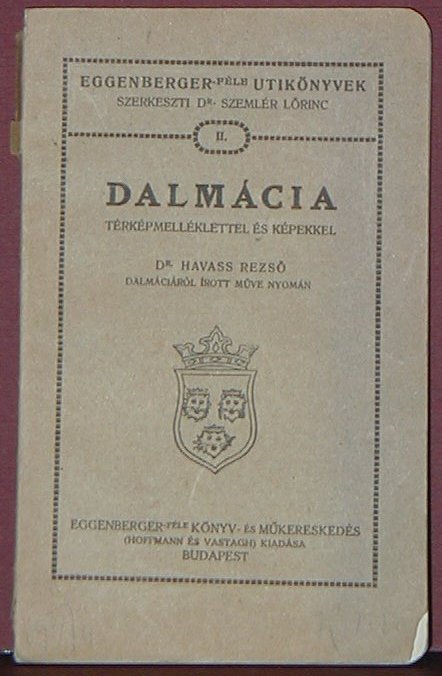 EGGENBERGER-FÉLE UTIKÖNYVEK
SZERKESZTI DR. SZEMLÉR LŐRINC
II.
DALMÁCIA
TÉRKÉPMELLÉKLETTEL ÉS KÉPEKKEL
DR. HAVASS REZSŐ
DALMÁCIÁRÓL ÍROTT MŰVE NYOMÁN
EGGENBERGER-FÉLE KÖNYV- ÉS MŰKERESKEDÉS
(HOFFMANN ÉS VASTAGH) KIADÁSA
BUDAPEST